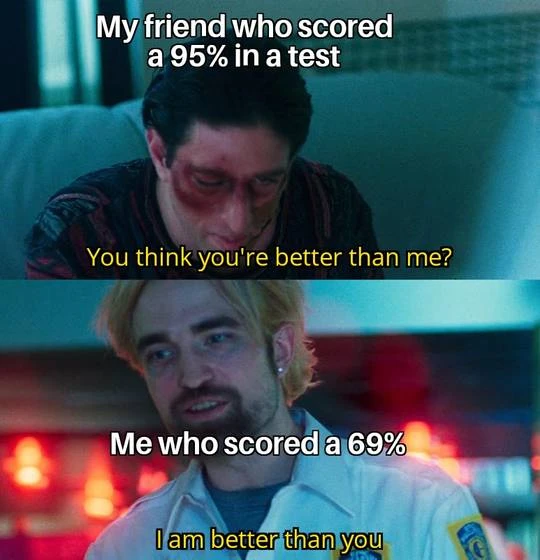 My friend who scored
a 95% in a test
You think you're better than me?
Me who scored a 69%
I am better than you